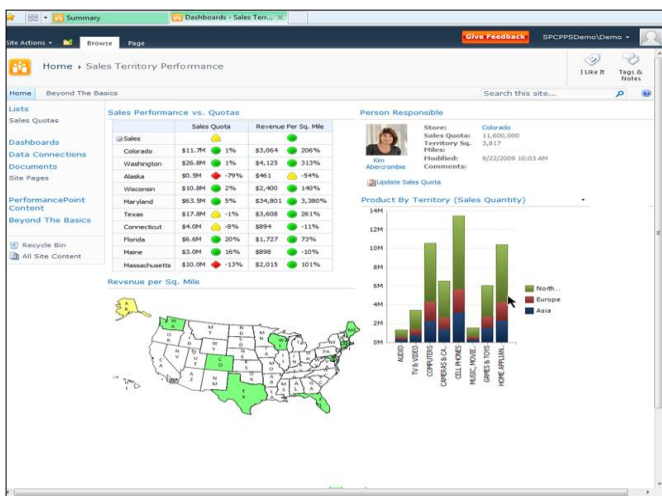 Summary
Dashboards - Sales Terr...
Site Actions
Browse
Page
Give Feedback
SPCPPSDemo\Demo
Home ▸ Sales Territory Performance
I Like It
Tags & Notes
Home
Beyond The Basics
Search this site...
Lists
Sales Quotas
Dashboards
Data Connections
Documents
Site Pages
PerformancePoint Content
Beyond The Basics
Recycle Bin
All Site Content
Sales Performance vs. Quotas
Sales Quota Revenue Per Sq. Mile
Sales
Colorado $11.7M 1% $3,064 206%
Washington $26.8M 1% $4,125 313%
Alaska $0.5M -79% $461 -54%
Wisconsin $10.8M 2% $2,400 140%
Maryland $63.5M 5% $34,801 3,380%
Texas $17.8M -1% $3,608 261%
Connecticut $4.0M -8% $894 -11%
Florida $6.6M 20% $1,727 73%
Maine $3.0M 16% $898 -10%
Massachusetts $10.0M -13% $2,015 101%
Revenue per Sq. Mile
Person Responsible
Kim Abercrombie
Store: Colorado
Sales Quota: 11,600,000
Territory Sq. Miles: 3,817
Modified: 9/22/2009 10:03 AM
Comments:
Update Sales Quota
Product By Territory (Sales Quantity)
14M
12M
10M
8M
6M
4M
2M
0M
AUDIO
TV & VIDEO
COMPUTERS
CAMERAS & CA..
CELL PHONES
MUSIC, MOVIE..
GAMES & TOYS
HOME APPLIAN..
North...
Europe
Asia